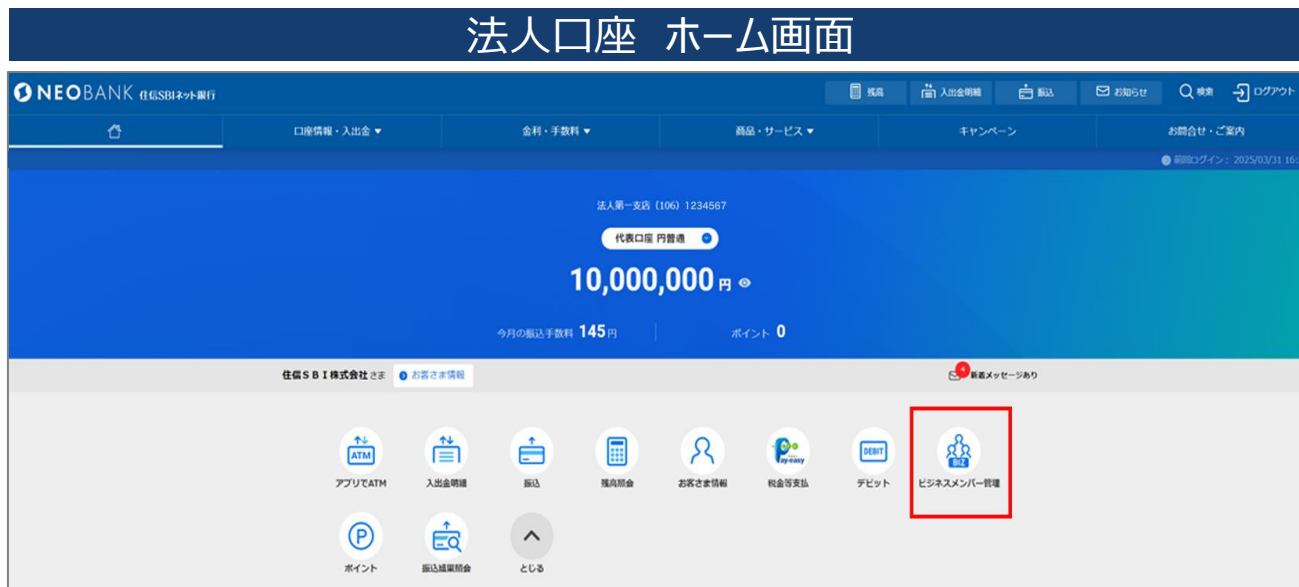 法人口座 ホーム画面
NEOBANK 住信SBIネット銀行
残高 入出金明細 振込 お知らせ 検索 ログアウト
口座情報・入出金 ▼ 金利・手数料 ▼ 商品・サービス ▼ キャンペーン お問合せ・ご案内
前回ログイン： 2025/03/31 16:
法人第一支店 (106) 1234567
代表口座 円普通
10,000,000 円
今月の振込手数料 145 円 ポイント 0
住信ＳＢＩ株式会社さま お客さま情報 4 新着メッセージあり
ATM Pay-easy DEBIT BIZ
アプリでATM 入出金明細 振込 残高照会 お客さま情報 税金等支払 デビット ビジネスメンバー管理
P
ポイント 振込結果照会 とじる